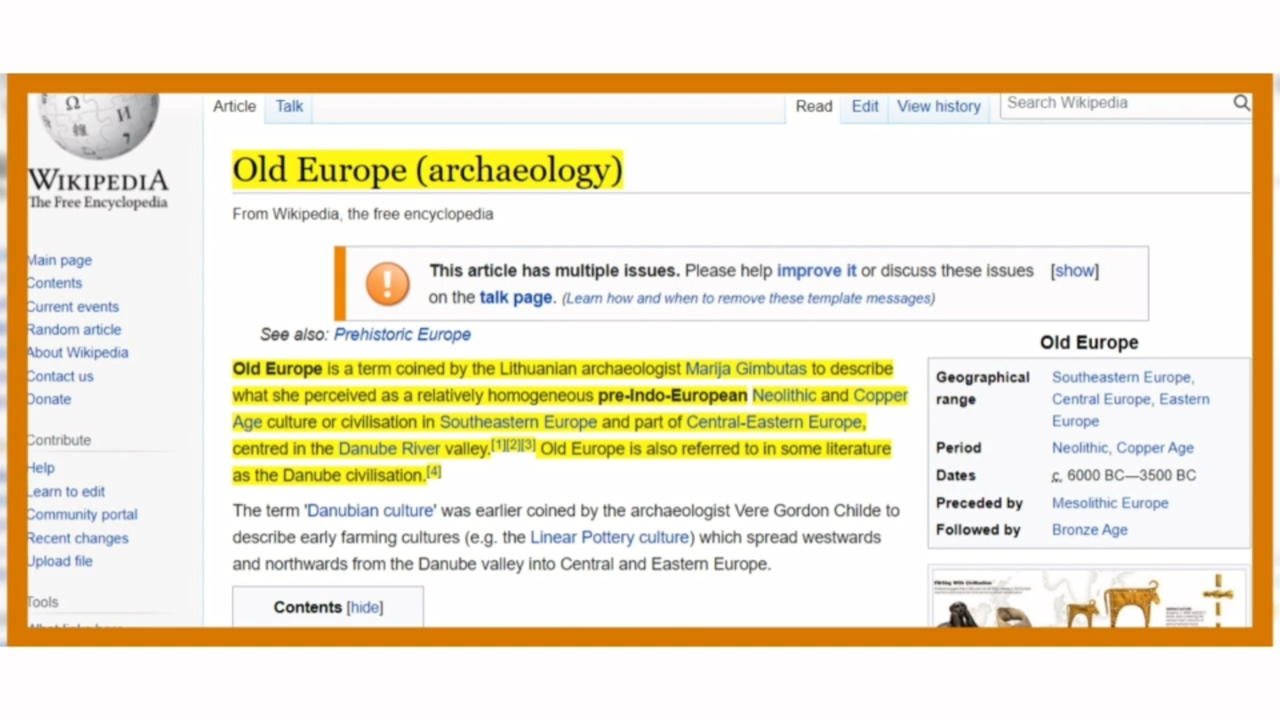 Article Talk Read Edit View history Search Wikipedia
Ω
И
WIKIPEDIA
The Free Encyclopedia
Old Europe (archaeology)
From Wikipedia, the free encyclopedia
Main page
Contents
Current events
Random article
About Wikipedia
Contact us
Donate
Contribute
Help
Learn to edit
Community portal
Recent changes
Upload file
Tools
This article has multiple issues. Please help improve it or discuss these issues [show]
on the talk page. (Learn how and when to remove these template messages)
See also: Prehistoric Europe
Old Europe is a term coined by the Lithuanian archaeologist Marija Gimbutas to describe
what she perceived as a relatively homogeneous pre-Indo-European Neolithic and Copper
Age culture or civilisation in Southeastern Europe and part of Central-Eastern Europe,
centred in the Danube River valley.[1][2][3] Old Europe is also referred to in some literature
as the Danube civilisation.[4]
The term 'Danubian culture' was earlier coined by the archaeologist Vere Gordon Childe to
describe early farming cultures (e.g. the Linear Pottery culture) which spread westwards
and northwards from the Danube valley into Central and Eastern Europe.
Contents [hide]
Old Europe
Geographical range Southeastern Europe,
Central Europe, Eastern
Europe
Period Neolithic, Copper Age
Dates c. 6000 BC—3500 BC
Preceded by Mesolithic Europe
Followed by Bronze Age